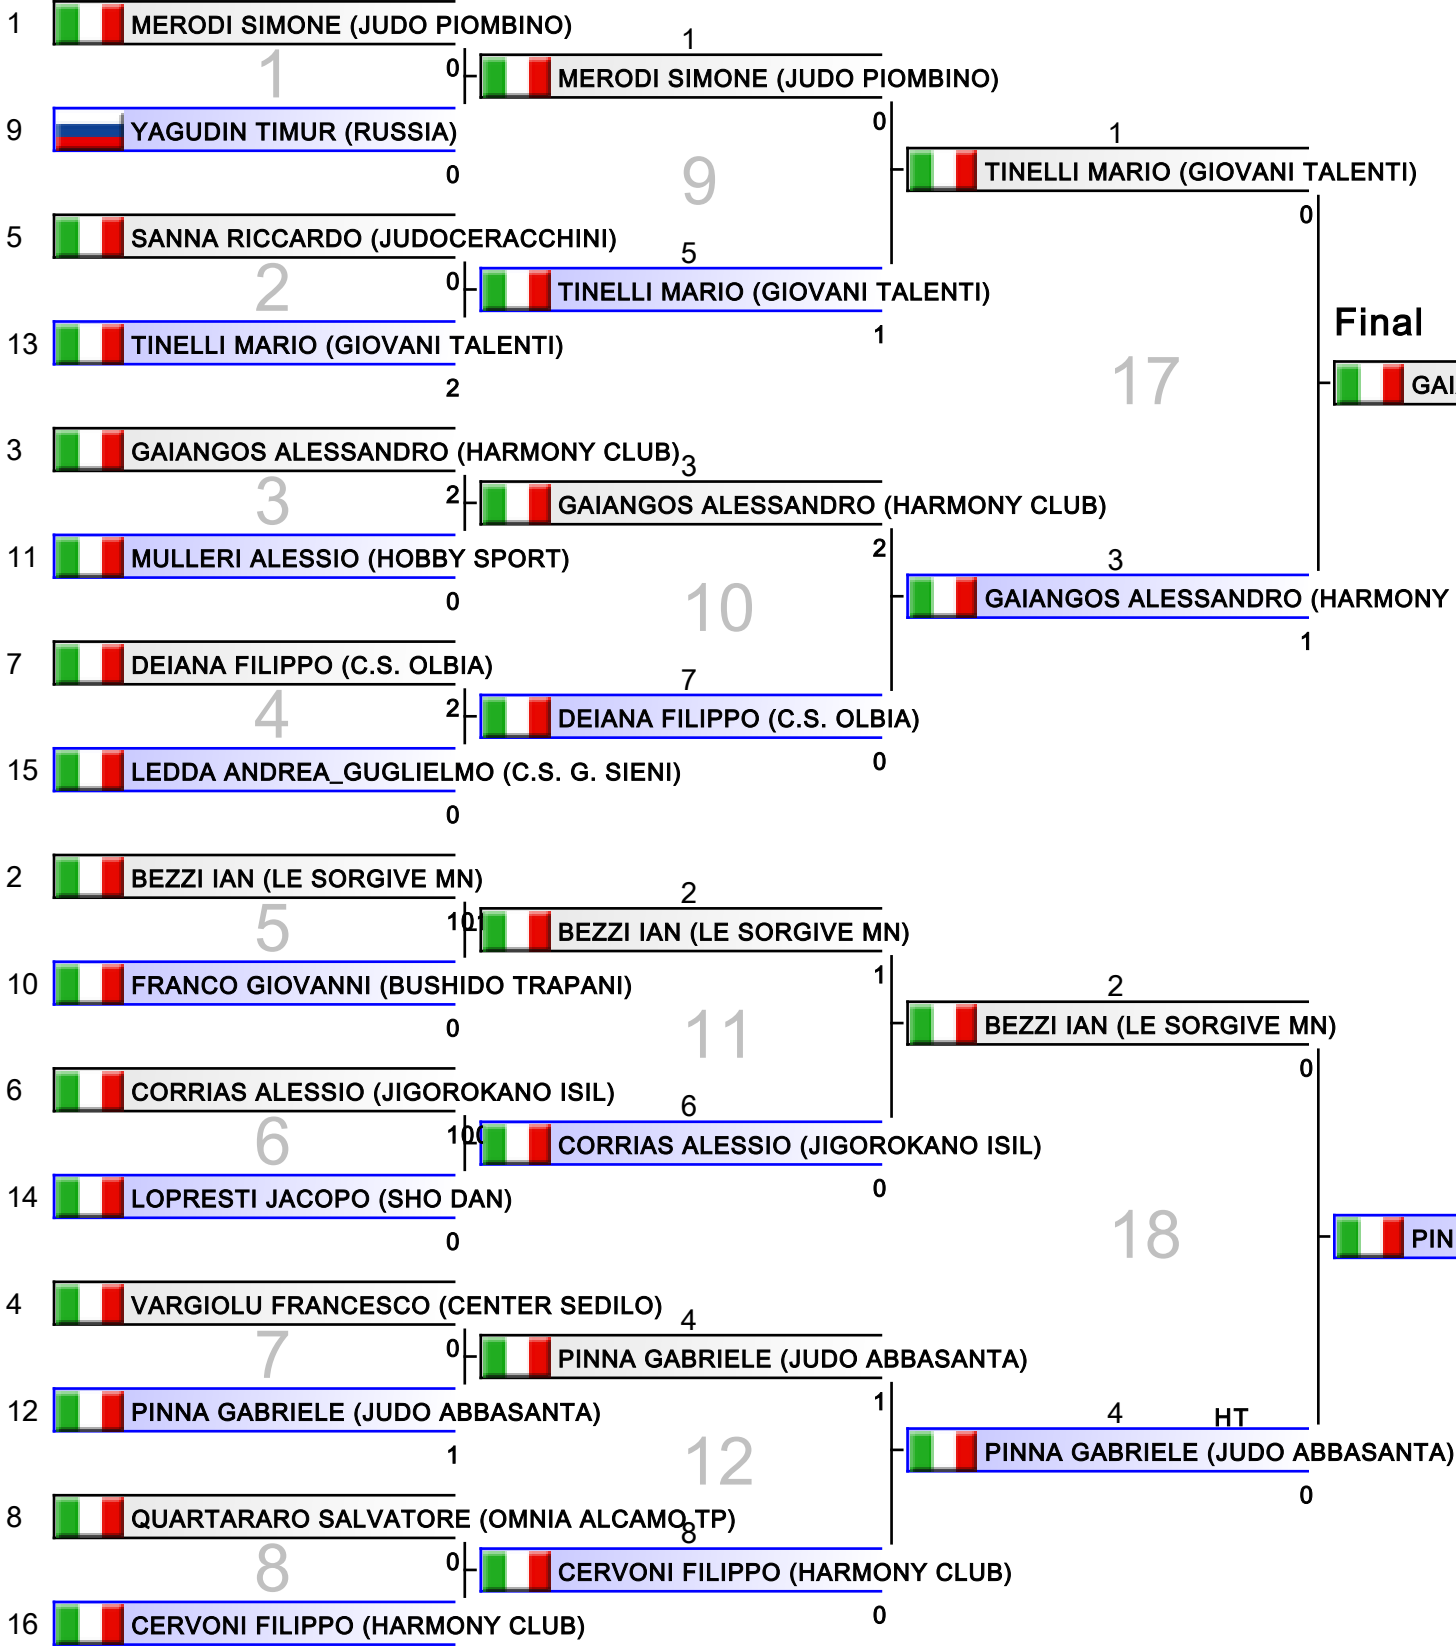 1 MERODI SIMONE (JUDO PIOMBINO)
1
0
9 YAGUDIN TIMUR (RUSSIA)
0
5 SANNA RICCARDO (JUDOCERACCHINI)
2
0
13 TINELLI MARIO (GIOVANI TALENTI)
2
3 GAIANGOS ALESSANDRO (HARMONY CLUB)
3
2
11 MULLERI ALESSIO (HOBBY SPORT)
0
7 DEIANA FILIPPO (C.S. OLBIA)
4
2
15 LEDDA ANDREA_GUGLIELMO (C.S. G. SIENI)
0
2 BEZZI IAN (LE SORGIVE MN)
5
10 FRANCO GIOVANNI (BUSHIDO TRAPANI)
0
6 CORRIAS ALESSIO (JIGOROKANO ISIL)
6
14 LOPRESTI JACOPO (SHO DAN)
0
4 VARGIOLU FRANCESCO (CENTER SEDILO)
7
0
12 PINNA GABRIELE (JUDO ABBASANTA)
1
8 QUARTARARO SALVATORE (OMNIA ALCAMO TP)
8
0
16 CERVONI FILIPPO (HARMONY CLUB)
1
MERODI SIMONE (JUDO PIOMBINO)
0
9
5
TINELLI MARIO (GIOVANI TALENTI)
1
3
GAIANGOS ALESSANDRO (HARMONY CLUB)
2
10
7
DEIANA FILIPPO (C.S. OLBIA)
0
2
BEZZI IAN (LE SORGIVE MN)
1
11
6
CORRIAS ALESSIO (JIGOROKANO ISIL)
0
4
PINNA GABRIELE (JUDO ABBASANTA)
1
12
8
CERVONI FILIPPO (HARMONY CLUB)
0
1
TINELLI MARIO (GIOVANI TALENTI)
0
17
3
GAIANGOS ALESSANDRO (HARMONY
1
2
BEZZI IAN (LE SORGIVE MN)
0
18
4 HT
PINNA GABRIELE (JUDO ABBASANTA)
0
Final